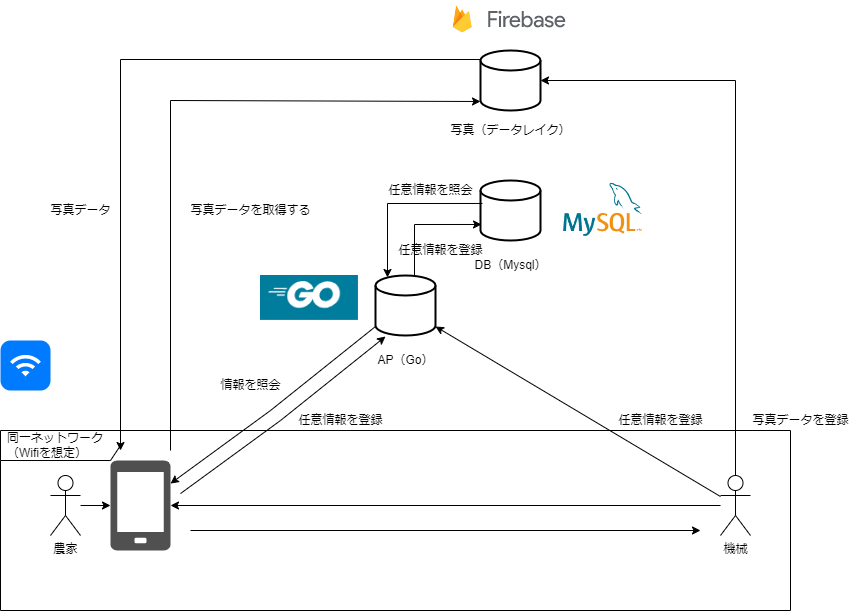 Firebase
写真（データレイク）
任意情報を照会
MySQL
写真データ
写真データを取得する
任意情報を登録
DB（Mysql）
GO
AP（Go）
情報を照会
任意情報を登録
任意情報を登録
写真データを登録
同一ネットワーク
（Wifiを想定）
農家
機械